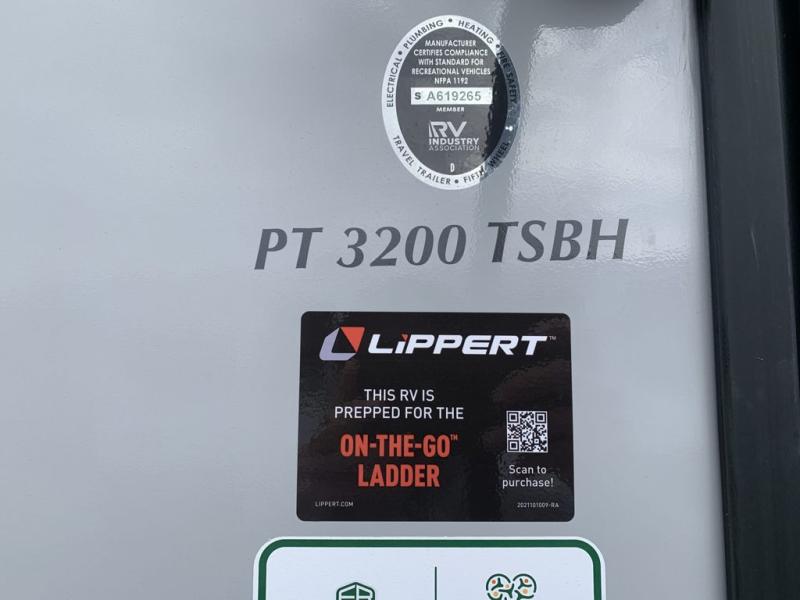 ELECTRICAL • PLUMBING • HEATING • FIRE SAFETY
MANUFACTURER
CERTIFIES COMPLIANCE
WITH STANDARD FOR
RECREATIONAL VEHICLES
NFPA 1192
S A619265
MEMBER
RV
INDUSTRY
ASSOCIATION
D
TRAVEL TRAILER • FIFTH WHEEL
PT 3200 TSBH
LiPPERT™
THIS RV IS
PREPPED FOR THE
ON-THE-GO™
LADDER
Scan to
purchase!
LIPPERT.COM
2021101009-RA